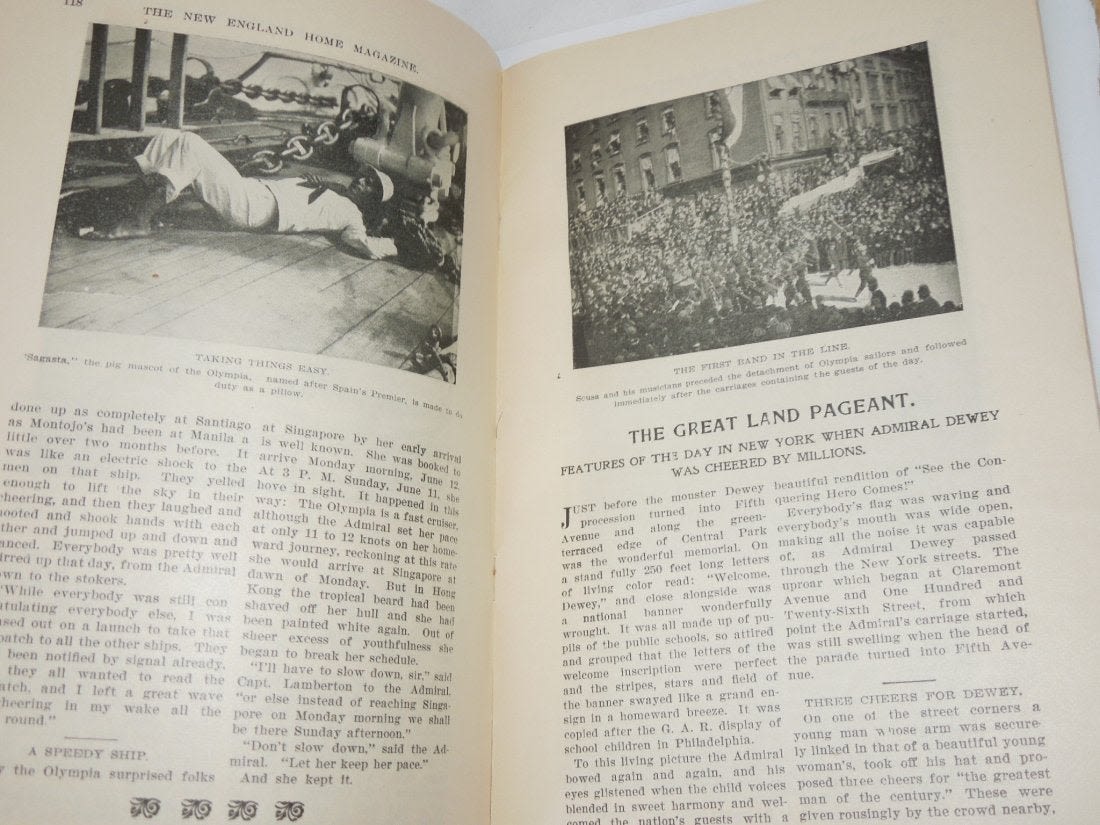 118
THE NEW ENGLAND HOME MAGAZINE.
TAKING THINGS EASY.
"Sagasta," the pig mascot of the Olympia, named after Spain's Premier, is made to do
duty as a pillow.
done up as completely at Santiago
as Montojo's had been at Manila a
little over two months before. It
was like an electric shock to the
men on that ship. They yelled
enough to lift the sky in their
cheering, and then they laughed and
hooted and shook hands with each
other and jumped up and down and
danced. Everybody was pretty well
stirred up that day, from the Admiral
down to the stokers.
"While everybody was still con
gratulating everybody else, I was
sed out on a launch to take that
patch to all the other ships. They
been notified by signal already,
they all wanted to read the
atch, and I left a great wave
cheering in my wake all the
round."
A SPEEDY SHIP.
the Olympia surprised folks
at Singapore by her early arrival
is well known. She was booked to
arrive Monday morning, June 12.
At 3 P. M. Sunday, June 11, she
hove in sight. It happened in this
way: The Olympia is a fast cruiser,
although the Admiral set her pace
at only 11 to 12 knots on her home-
ward journey, reckoning at this rate
she would arrive at Singapore at
dawn of Monday. But in Hong
Kong the tropical beard had been
shaved off her hull and she had
been painted white again. Out of
sheer excess of youthfulness she
began to break her schedule.
"I'll have to slow down, sir," said
Capt. Lamberton to the Admiral,
"or else instead of reaching Singa-
pore on Monday morning we shall
be there Sunday afternoon."
"Don't slow down," said the Ad-
miral. "Let her keep her pace."
And she kept it.
THE FIRST BAND IN THE LINE.
Sousa and his musicians preceded the detachment of Olympia sailors and followed
immediately after the carriages containing the guests of the day.
THE GREAT LAND PAGEANT.
FEATURES OF THE DAY IN NEW YORK WHEN ADMIRAL DEWEY
WAS CHEERED BY MILLIONS.
JUST before the monster Dewey
procession turned into Fifth
Avenue and along the green-
terraced edge of Central Park
was the wonderful memorial. On
a stand fully 250 feet long letters
of living color read: "Welcome,
Dewey," and close alongside was
a national banner wonderfully
wrought. It was all made up of pu-
pils of the public schools, so attired
and grouped that the letters of the
welcome inscription were perfect
and the stripes, stars and field of
the banner swayed like a grand en-
sign in a homeward breeze. It was
copied after the G. A. R. display of
school children in Philadelphia.
To this living picture the Admiral
bowed again and again, and his
eyes glistened when the child voices
blended in sweet harmony and wel-
comed the nation's guests with a
beautiful rendition of "See the Con-
quering Hero Comes!"
Everybody's flag was waving and
everybody's mouth was wide open,
making all the noise it was capable
of, as Admiral Dewey passed
through the New York streets. The
uproar which began at Claremont
Avenue and One Hundred and
Twenty-Sixth Street, from which
point the Admiral's carriage started,
was still swelling when the head of
the parade turned into Fifth Ave-
nue.
THREE CHEERS FOR DEWEY.
On one of the street corners a
young man whose arm was secure-
ly linked in that of a beautiful young
woman's, took off his hat and pro-
posed three cheers for "the greatest
man of the century." These were
given rousingly by the crowd nearby,